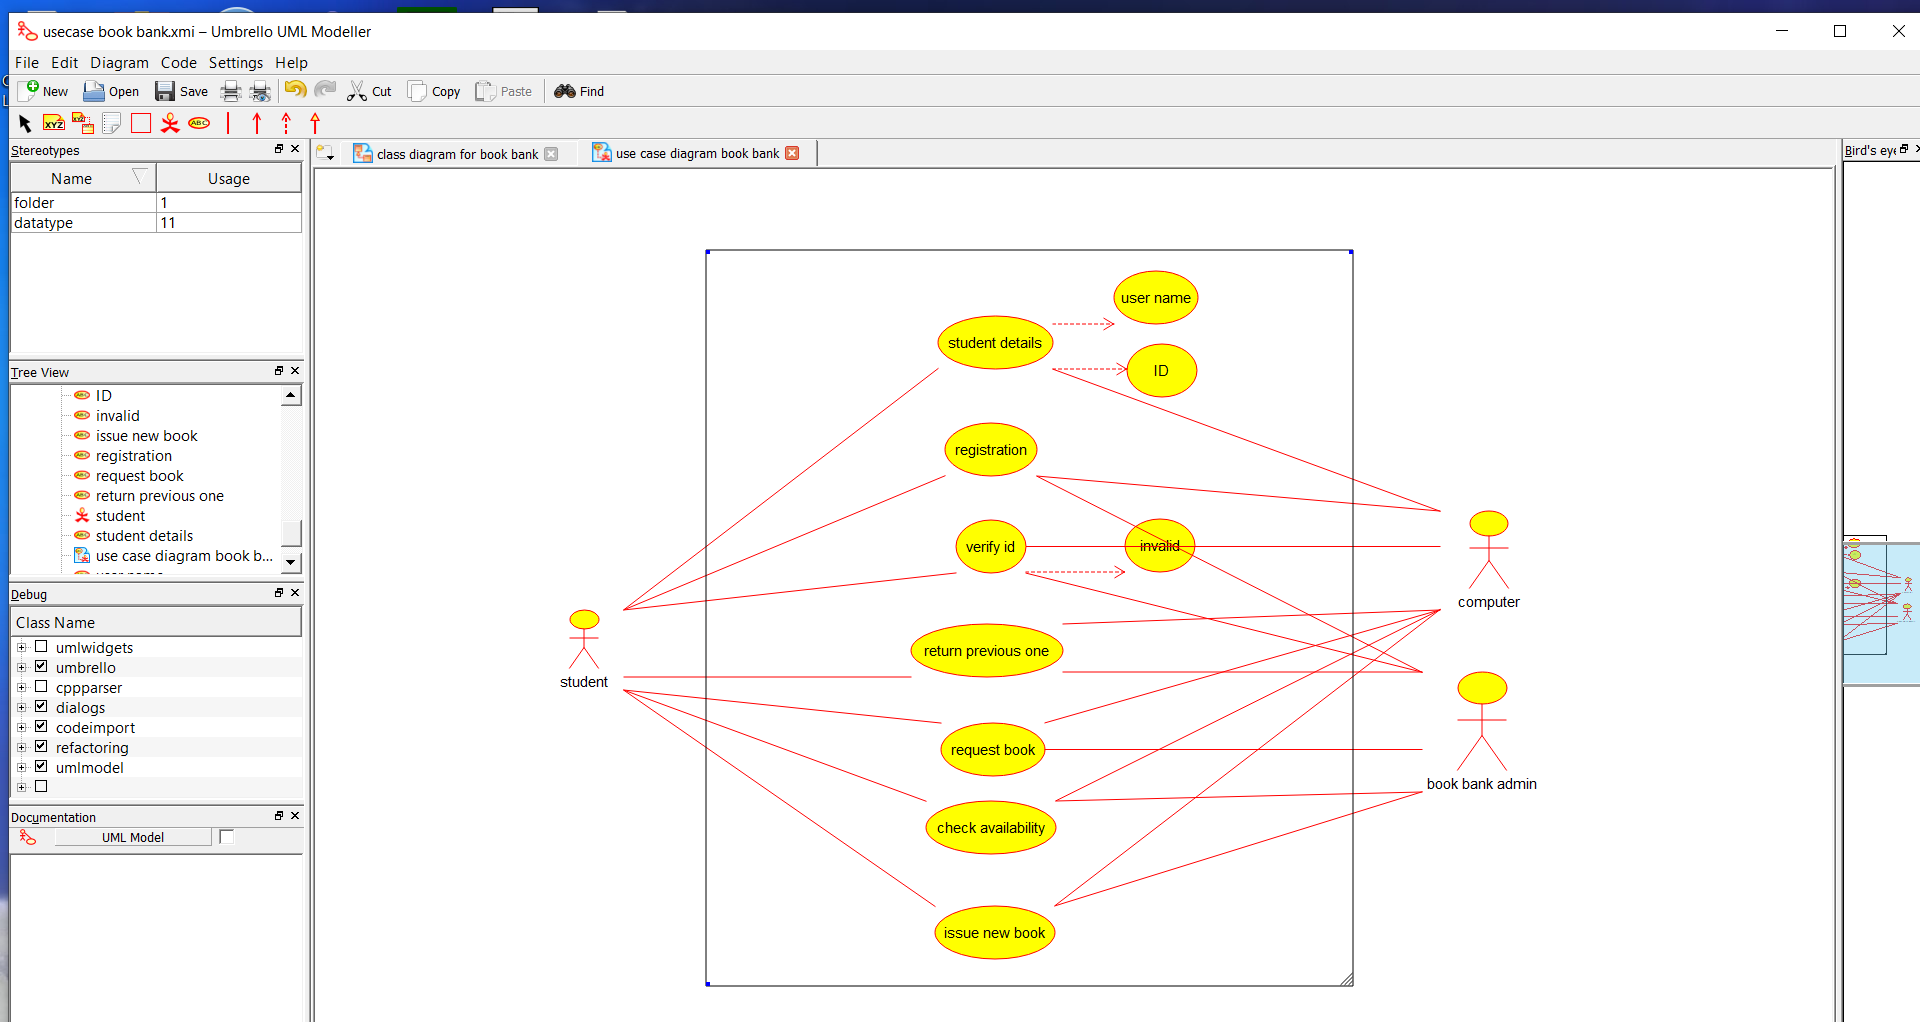 usecase book bank.xmi – Umbrello UML Modeller
File Edit Diagram Code Settings Help
New Open Save Cut Copy Paste Find
XYZ XYZ ABC
Stereotypes
Name Usage
folder 1
datatype 11
Tree View
ID
invalid
issue new book
registration
request book
return previous one
student
student details
use case diagram book b...
user name
Debug
Class Name
umlwidgets
umbrello
cppparser
dialogs
codeimport
refactoring
umlmodel
Documentation
UML Model
class diagram for book bank
use case diagram book bank
Bird's eye
user name
student details
ID
registration
verify id
invalid
computer
return previous one
student
request book
book bank admin
check availability
issue new book